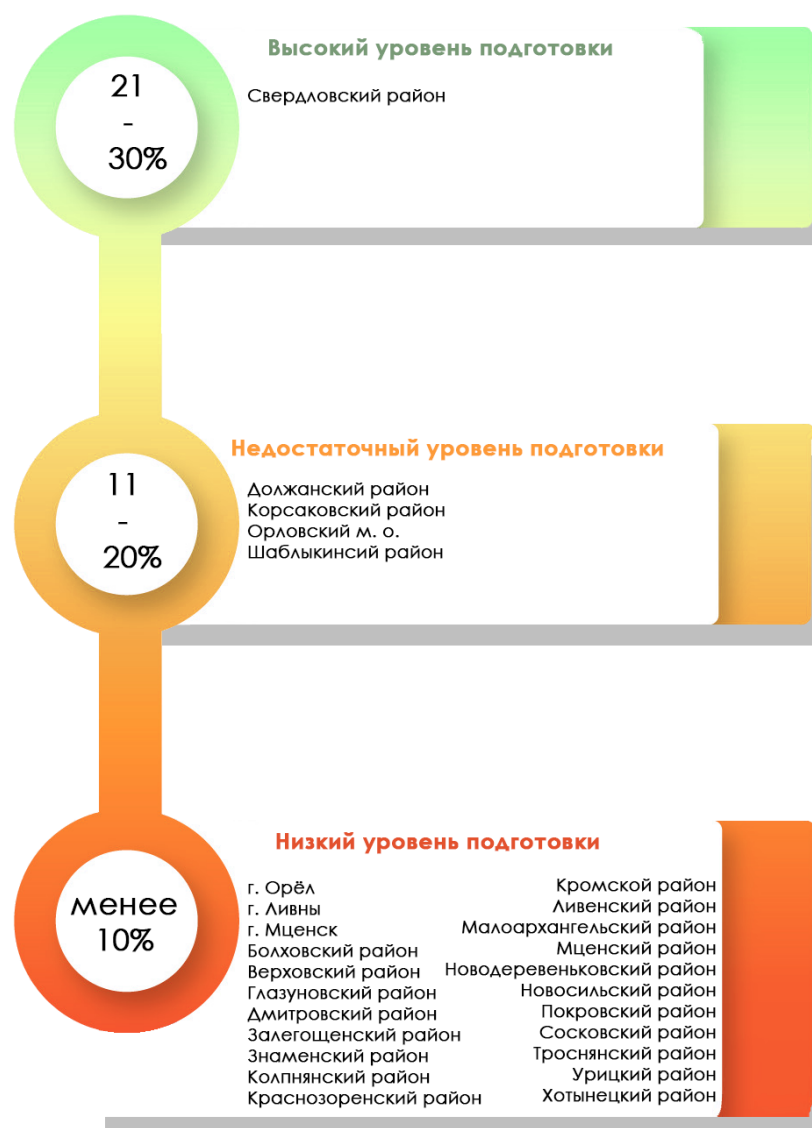 21
-
30%
Высокий уровень подготовки
Свердловский район
11
-
20%
Недостаточный уровень подготовки
Должанский район
Корсаковский район
Орловский м. о.
Шаблыкинсий район
менее
10%
Низкий уровень подготовки
г. Орёл
г. Ливны
г. Мценск
Болховский район
Верховский район
Глазуновский район
Дмитровский район
Залегощенский район
Знаменский район
Колпнянский район
Краснозоренский район
Кромской район
Ливенский район
Малоархангельский район
Мценский район
Новодеревеньковский район
Новосильский район
Покровский район
Сосковский район
Троснянский район
Урицкий район
Хотынецкий район